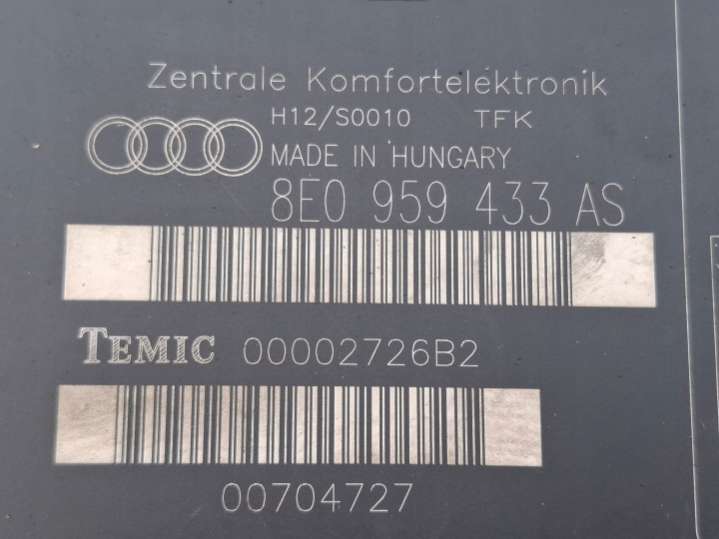 Zentrale Komfortelektronik
H12/S0010 TFK
MADE IN HUNGARY
8E0 959 433 AS
TEMIC 00002726B2
00704727